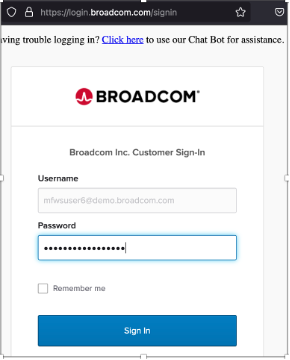 https://login.broadcom.com/signin
ving trouble logging in? Click here to use our Chat Bot for assistance.
BROADCOM®
Broadcom Inc. Customer Sign-In
Username
mfwsuser6@demo.broadcom.com
Password
•••••••••••••••••
Remember me
Sign In